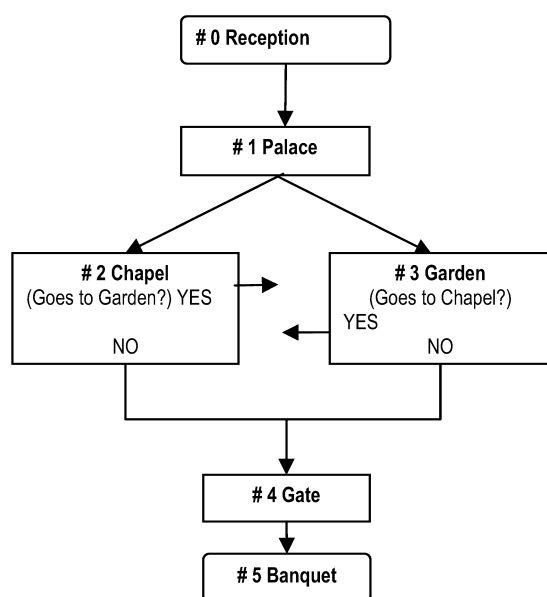 # 0 Reception
# 1 Palace
# 2 Chapel
(Goes to Garden?) YES
NO
# 3 Garden
(Goes to Chapel?)
YES
NO
# 4 Gate
# 5 Banquet